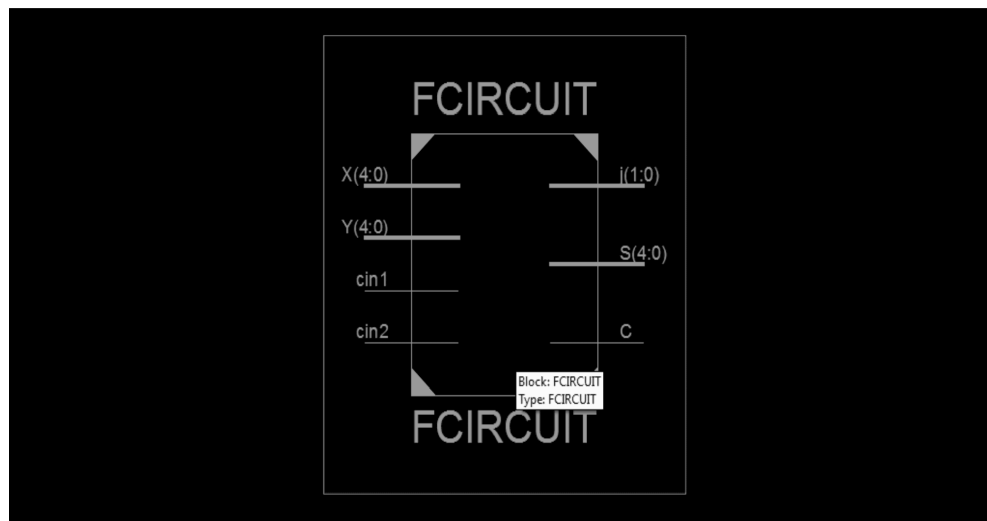 FCIRCUIT
X(4:0)
j(1:0)
Y(4:0)
S(4:0)
cin1
cin2
C
Block: FCIRCUIT
Type: FCIRCUIT
FCIRCUIT